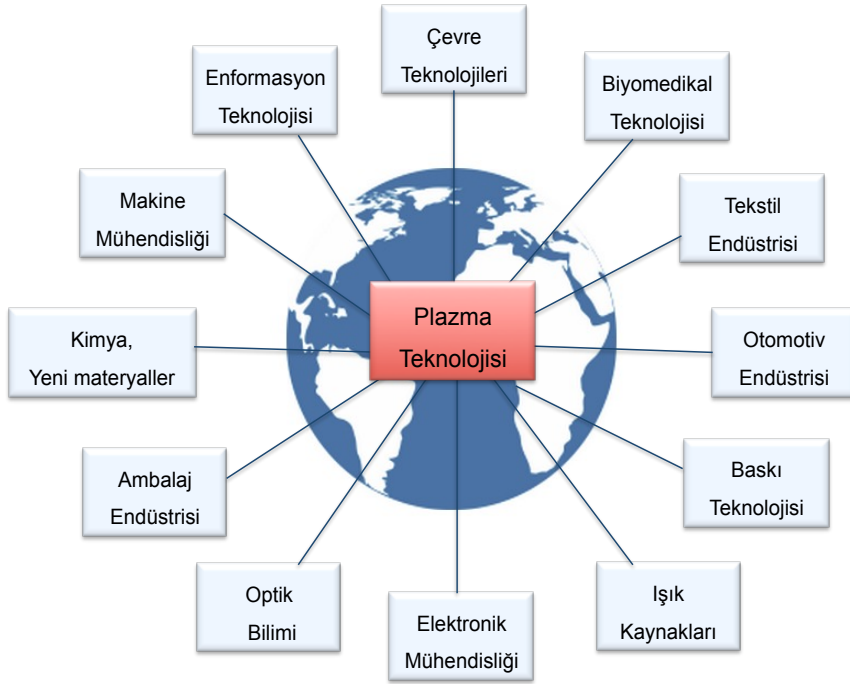 Çevre
Teknolojileri
Enformasyon
Teknolojisi
Biyomedikal
Teknolojisi
Makine
Mühendisliği
Tekstil
Endüstrisi
Plazma
Teknolojisi
Kimya,
Yeni materyaller
Otomotiv
Endüstrisi
Ambalaj
Endüstrisi
Baskı
Teknolojisi
Optik
Bilimi
Elektronik
Mühendisliği
Işık
Kaynakları